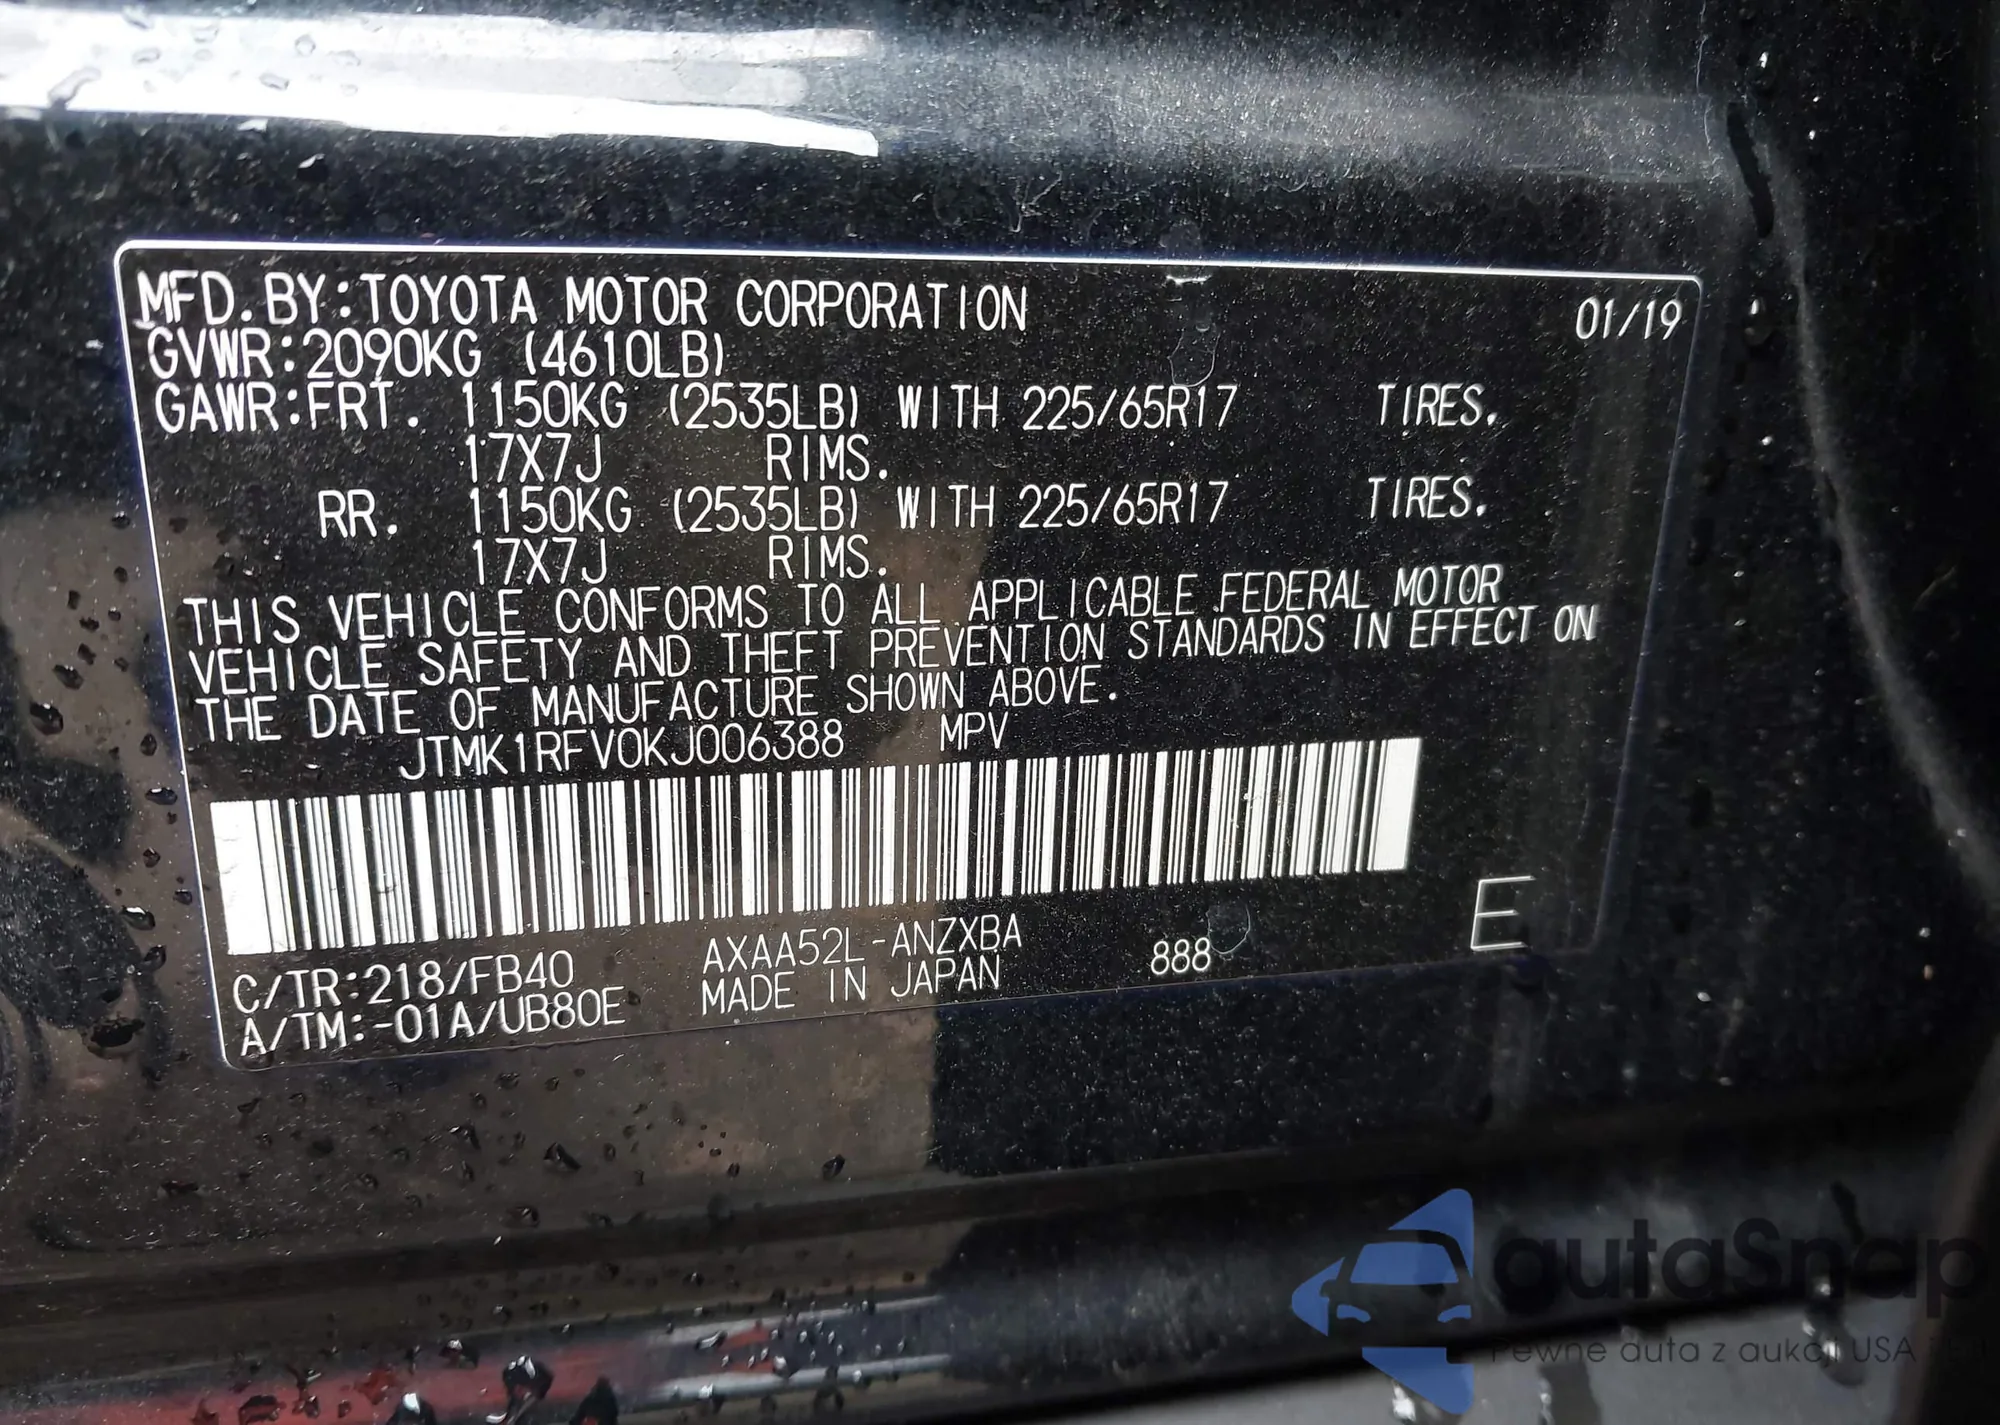 MFD.BY:TOYOTA MOTOR CORPORATION 01/19
GVWR:2090KG (4610LB)
GAWR:FRT. 1150KG (2535LB) WITH 225/65R17 TIRES.
17X7J RIMS.
RR. 1150KG (2535LB) WITH 225/65R17 TIRES.
17X7J RIMS.
THIS VEHICLE CONFORMS TO ALL APPLICABLE FEDERAL MOTOR
VEHICLE SAFETY AND THEFT PREVENTION STANDARDS IN EFFECT ON
THE DATE OF MANUFACTURE SHOWN ABOVE.
JTMK1RFV0KJ006388 MPV
C/TR:218/FB40 AXAA52L-ANZXBA 888 E
A/TM:-01A/UB80E MADE IN JAPAN
autaSnap
Pewne auta z aukcji USA